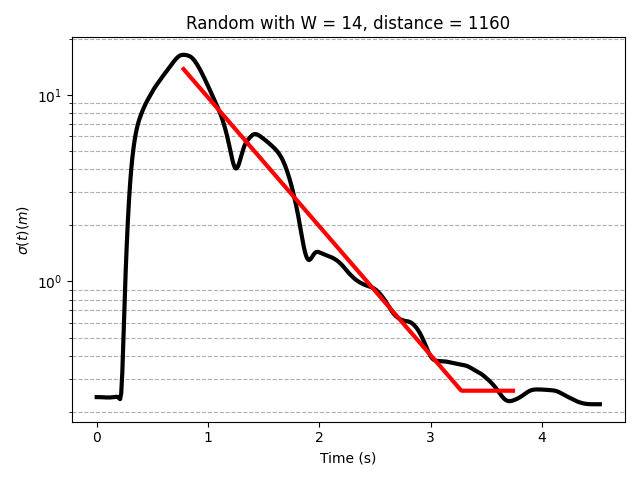 Random with W = 14, distance = 1160
σ(t)(m)
10¹
10⁰
0 1 2 3 4
Time (s)